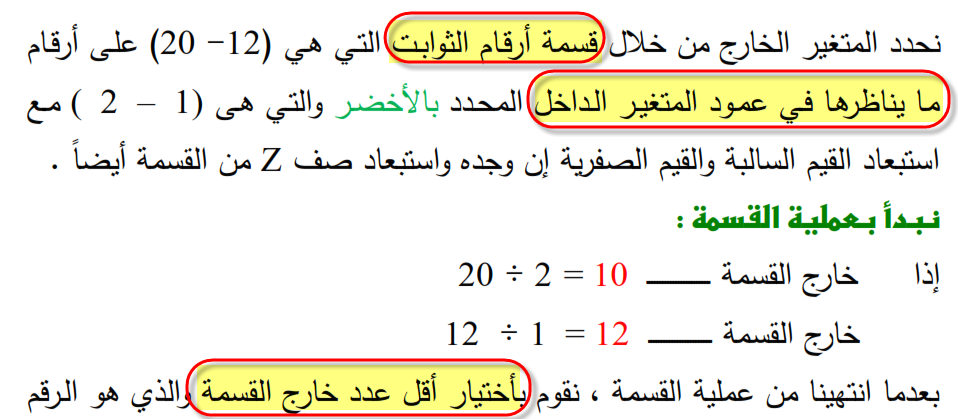 نحدد المتغير الخارج من خلال قسمة أرقام الثوابت التي هي (12– 20) على أرقام
ما يناظرها في عمود المتغير الداخل المحدد بالأخضر والتي هى (1 – 2 ) مع
استبعاد القيم السالبة والقيم الصفرية إن وجده واستبعاد صف Z من القسمة أيضاً .
نبدأ بعملية القسمة :
إذا خارج القسمة ـــــــ 20 ÷ 2 = 10
خارج القسمة ـــــــ 12 ÷ 1 = 12
بعدما انتهينا من عملية القسمة ، نقوم بأختيار أقل عدد خارج القسمة والذي هو الرقم